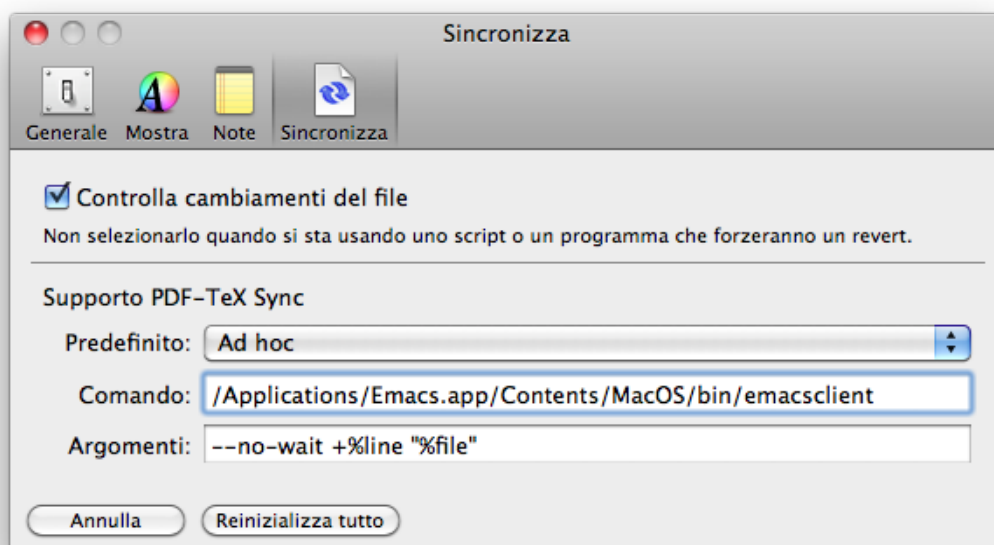 Sincronizza
Generale Mostra Note Sincronizza
Controlla cambiamenti del file
Non selezionarlo quando si sta usando uno script o un programma che forzeranno un revert.
Supporto PDF-TeX Sync
Predefinito: Ad hoc
Comando: /Applications/Emacs.app/Contents/MacOS/bin/emacsclient
Argomenti: --no-wait +%line "%file"
Annulla Reinizializza tutto